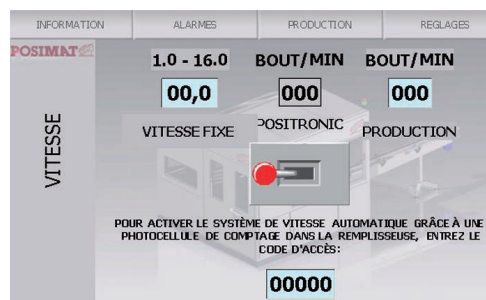 INFORMATION ALARMES PRODUCTION REGLAGES
POSIMAT
1.0 - 16.0 BOUT/MIN BOUT/MIN
00,0 000 000
VITESSE FIXE POSITRONIC PRODUCTION
VITESSE
POUR ACTIVER LE SYSTÈME DE VITESSE AUTOMATIQUE GRÂCE À UNE
PHOTOCELLULE DE COMPTAGE DANS LA REMPLISSEUSE, ENTREZ LE
CODE D'ACCÈS:
00000